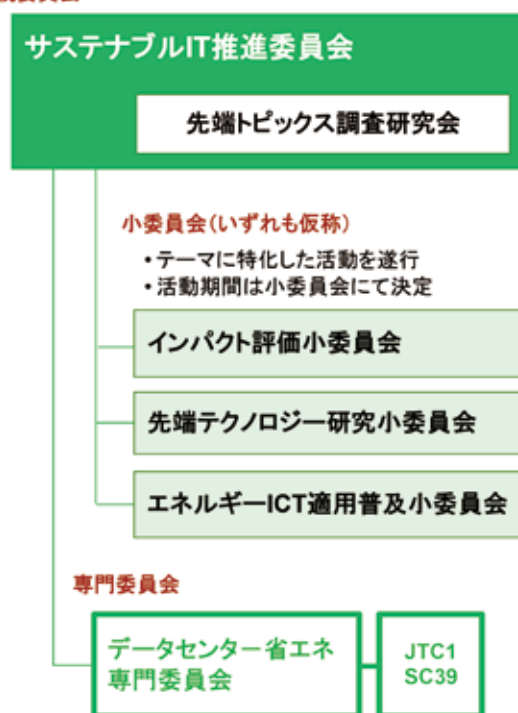 サステナブルIT推進委員会
先端トピックス調査研究会
小委員会(いずれも仮称)
・テーマに特化した活動を遂行
・活動期間は小委員会にて決定
インパクト評価小委員会
先端テクノロジー研究小委員会
エネルギーICT適用普及小委員会
専門委員会
データセンター省エネ
専門委員会
JTC1
SC39